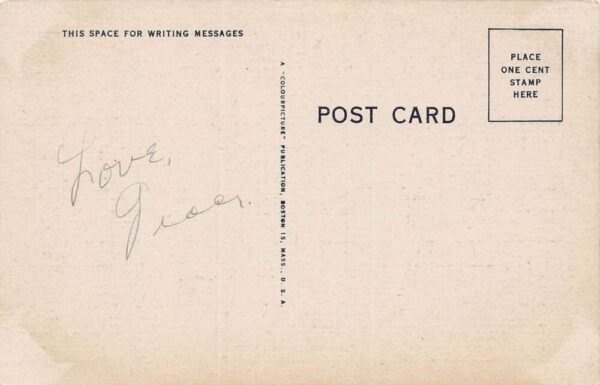 THIS SPACE FOR WRITING MESSAGES
Love,
A "COLOURPICTURE" PUBLICATION, BOSTON 15, MASS., U. S. A.
POST CARD
PLACE
ONE CENT
STAMP
HERE